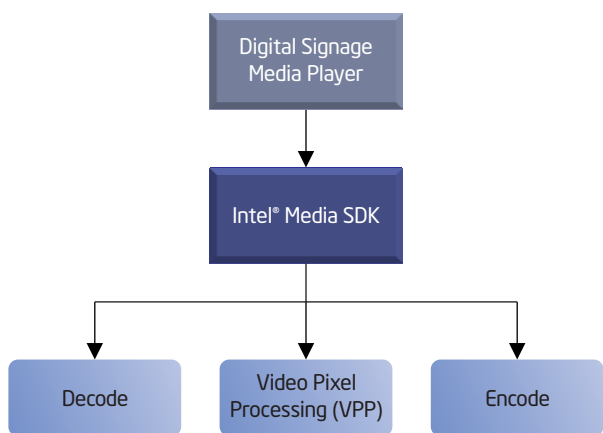 Digital Signage
Media Player
Intel® Media SDK
Decode
Video Pixel
Processing (VPP)
Encode